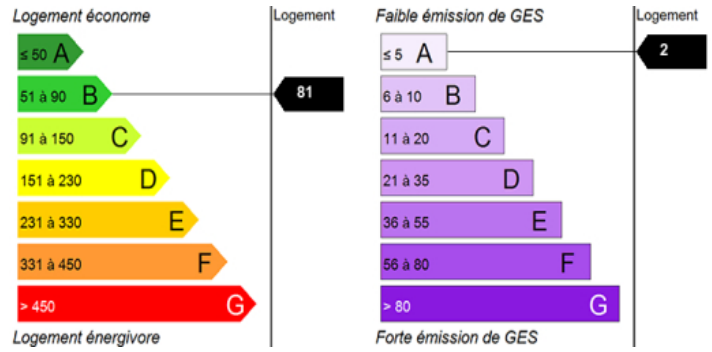 Logement économe
Logement
≤ 50 A
51 à 90 B
81
91 à 150 C
151 à 230 D
231 à 330 E
331 à 450 F
> 450 G
Logement énergivore
Faible émission de GES
Logement
≤ 5 A
2
6 à 10 B
11 à 20 C
21 à 35 D
36 à 55 E
56 à 80 F
> 80 G
Forte émission de GES